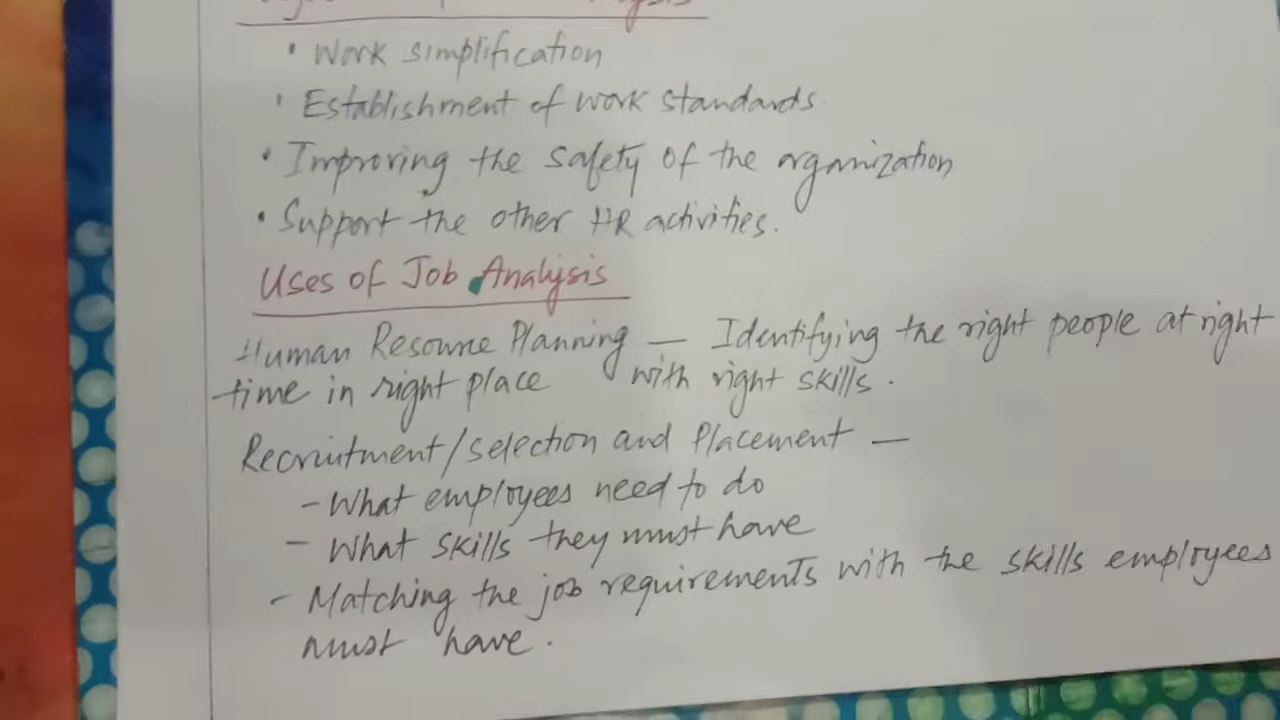 • Work simplification
• Establishment of work standards.
• Improving the safety of the organization
• Support the other HR activities.
Uses of Job Analysis
Human Resource Planning — Identifying the right people at right
time in right place with right skills.
Recruitment/selection and Placement —
- What employees need to do
- What skills they must have
- Matching the job requirements with the skills employees
must have.